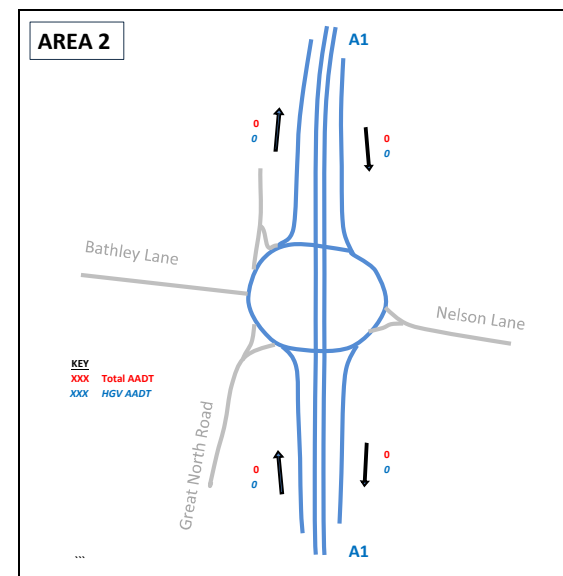 AREA 2
A1
0
0
0
0
Bathley Lane
Nelson Lane
KEY
XXX Total AADT
XXX HGV AADT
Great North Road
0
0
0
0
A1
```